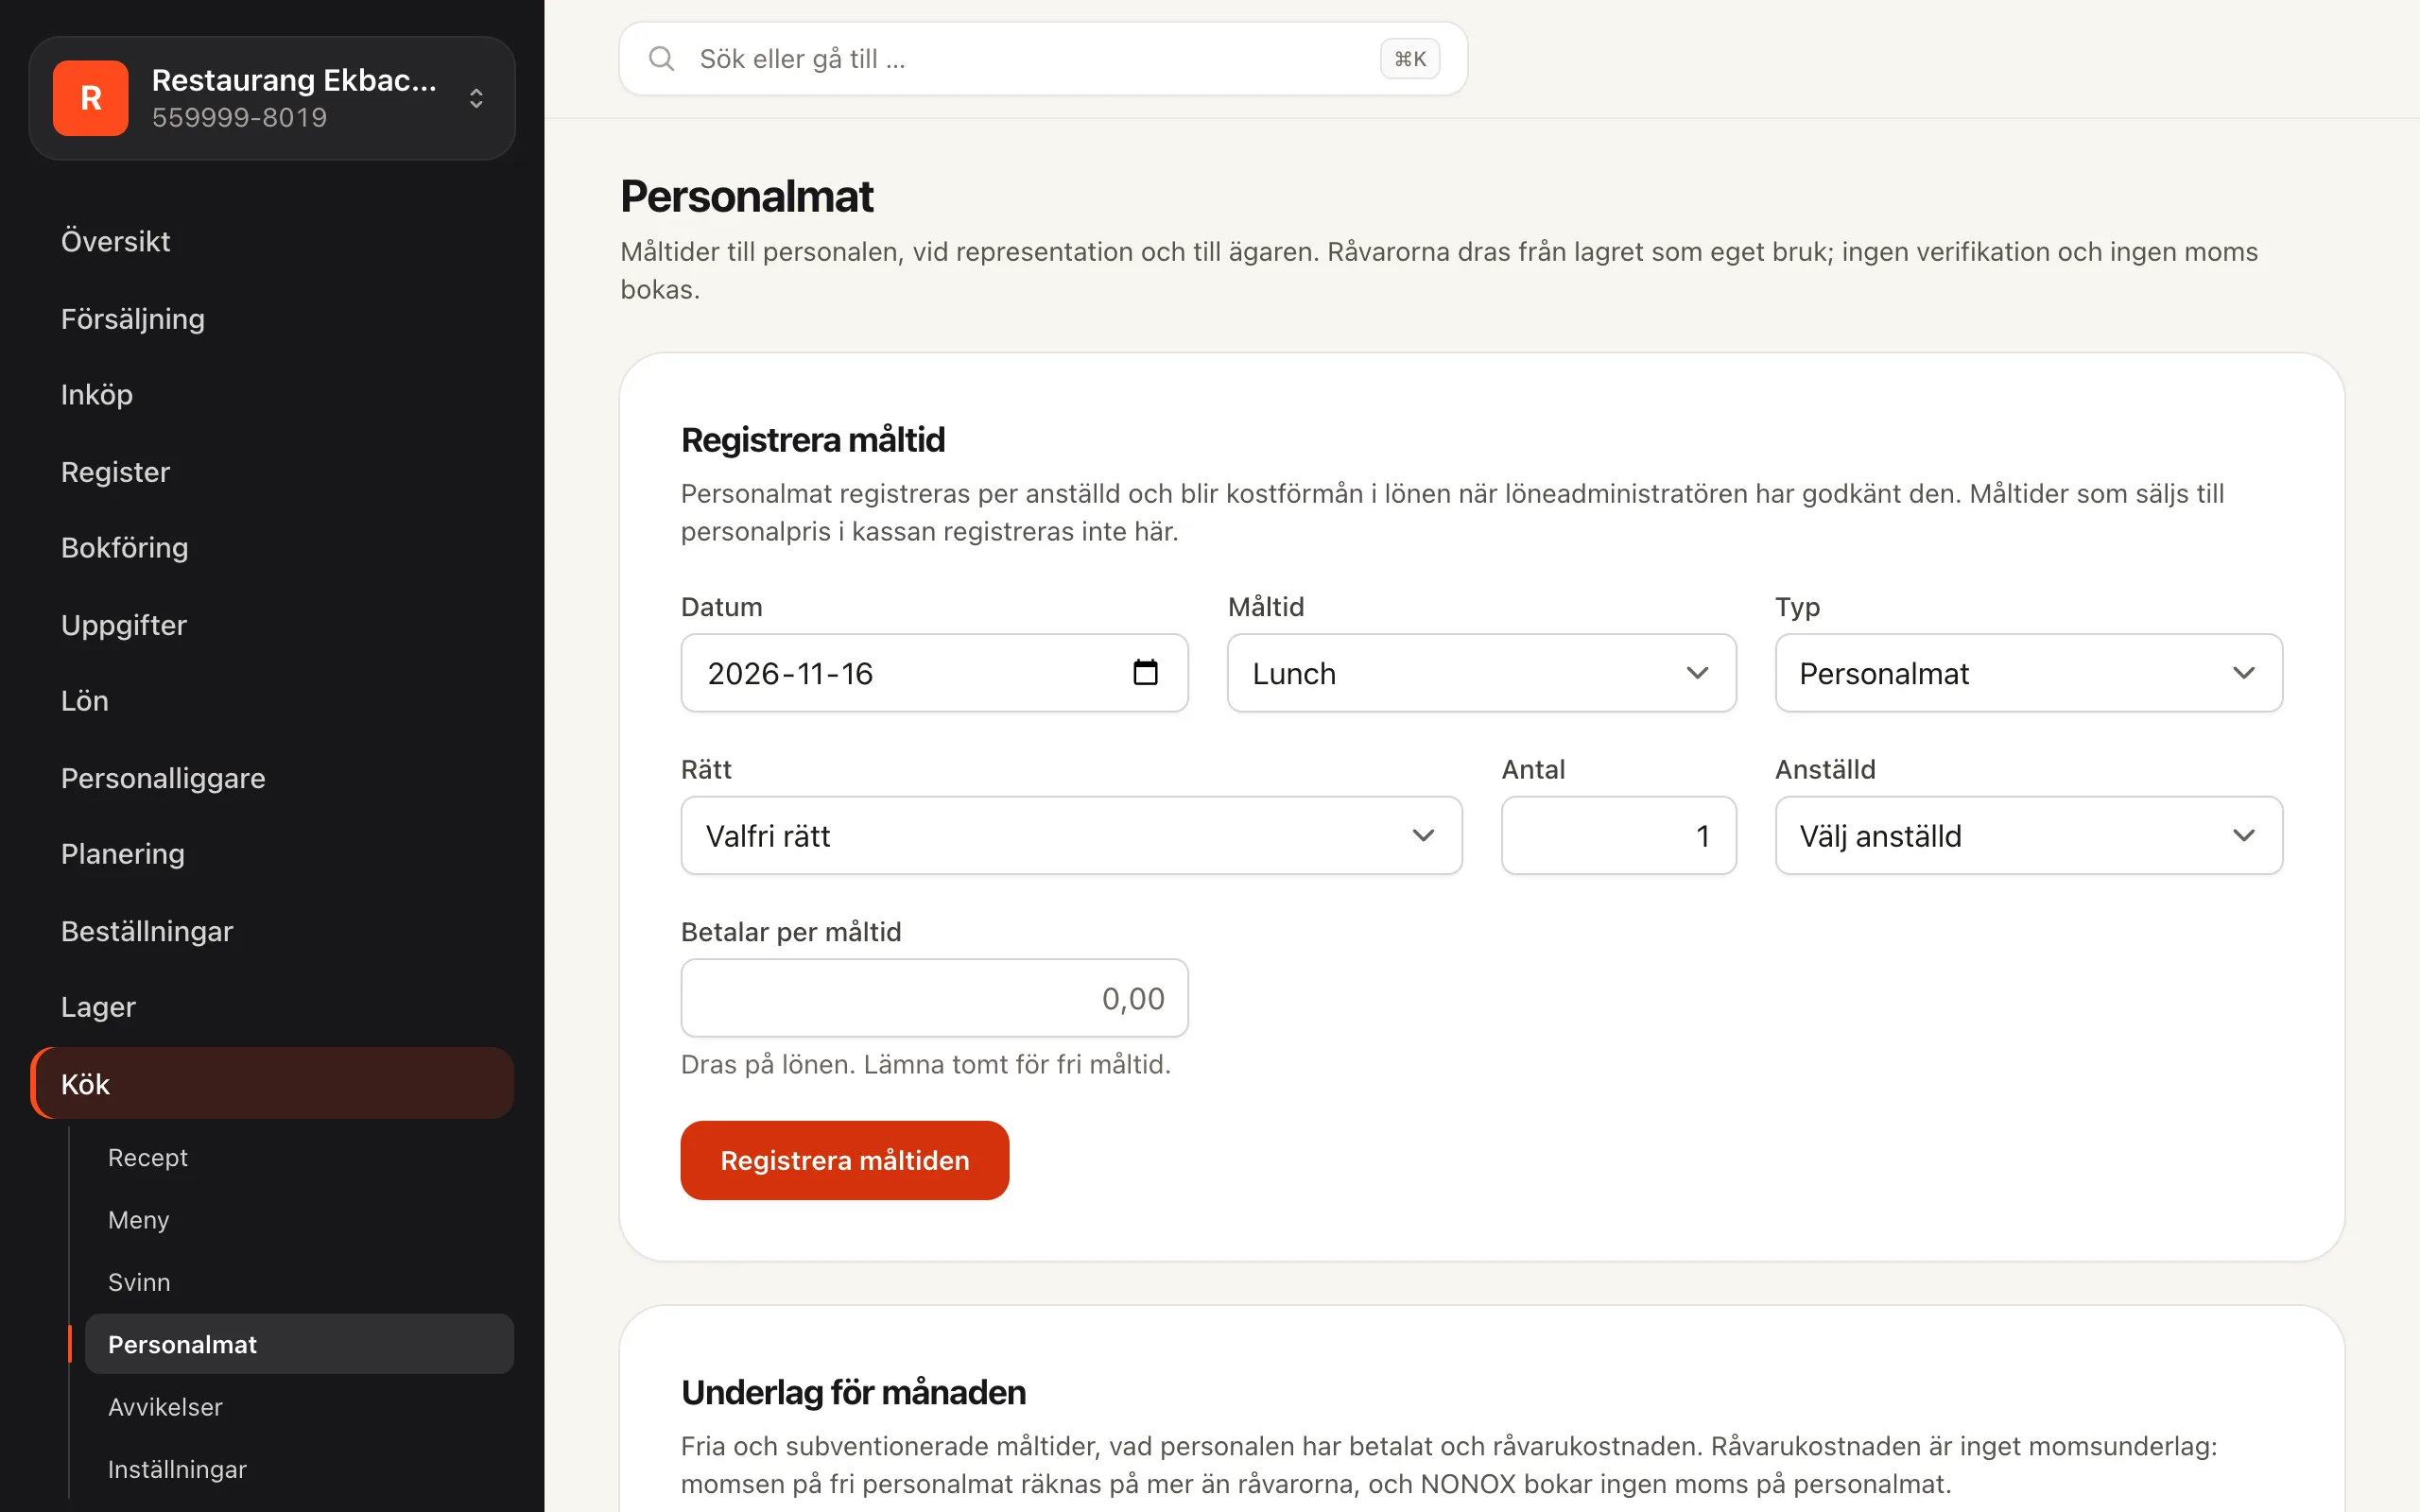 R
Restaurang Ekbac...
559999-8019
Översikt
Försäljning
Inköp
Register
Bokföring
Uppgifter
Lön
Personalliggare
Planering
Beställningar
Lager
Kök
Recept
Meny
Svinn
Personalmat
Avvikelser
Inställningar
Sök eller gå till ...
⌘K
Personalmat
Måltider till personalen, vid representation och till ägaren. Råvarorna dras från lagret som eget bruk; ingen verifikation och ingen moms
bokas.
Registrera måltid
Personalmat registreras per anställd och blir kostförmån i lönen när löneadministratören har godkänt den. Måltider som säljs till
personalpris i kassan registreras inte här.
Datum
Måltid
Typ
2026-11-16
Lunch
Personalmat
Rätt
Antal
Anställd
Valfri rätt
1
Välj anställd
Betalar per måltid
0,00
Dras på lönen. Lämna tomt för fri måltid.
Registrera måltiden
Underlag för månaden
Fria och subventionerade måltider, vad personalen har betalat och råvarukostnaden. Råvarukostnaden är inget momsunderlag:
momsen på fri personalmat räknas på mer än råvarorna, och NONOX bokar ingen moms på personalmat.